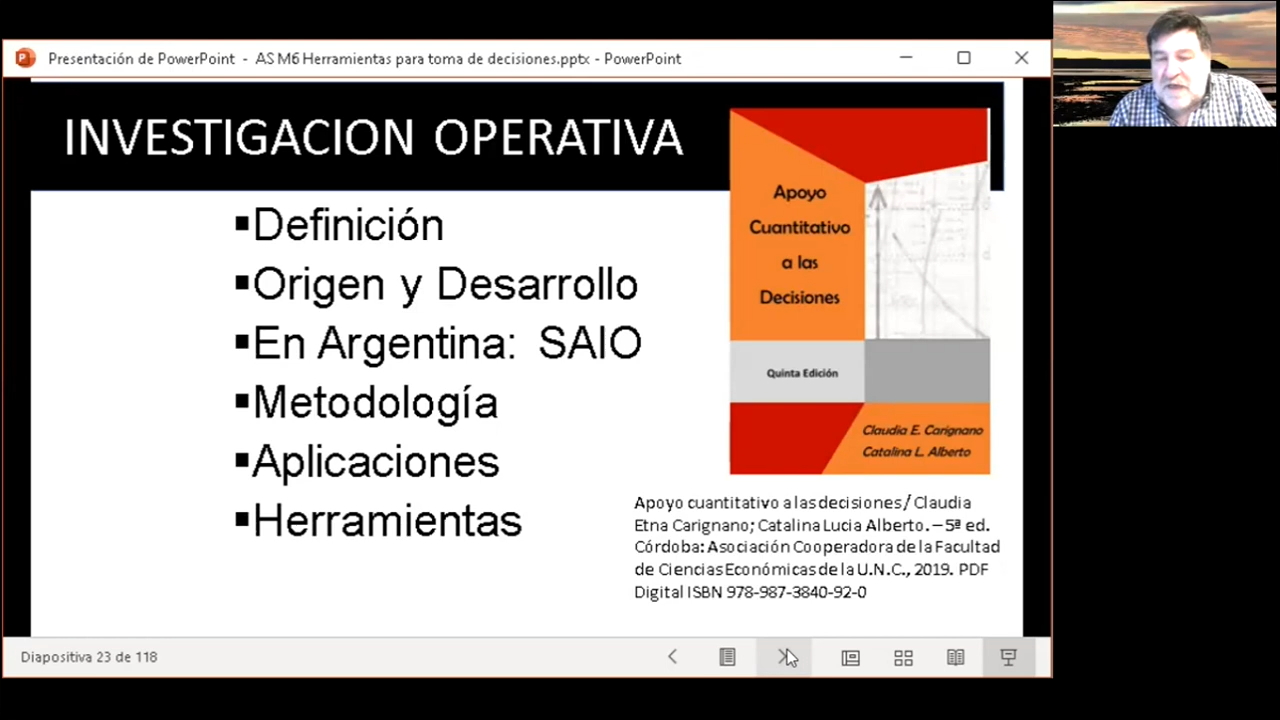 Presentación de PowerPoint - AS M6 Herramientas para toma de decisiones.pptx - PowerPoint
INVESTIGACION OPERATIVA
▪Definición
▪Origen y Desarrollo
▪En Argentina: SAIO
▪Metodología
▪Aplicaciones
▪Herramientas
Apoyo
Cuantitativo
a las
Decisiones
Quinta Edición
Claudia E. Carignano
Catalina L. Alberto
Apoyo cuantitativo a las decisiones / Claudia
Etna Carignano; Catalina Lucia Alberto. – 5ª ed.
Córdoba: Asociación Cooperadora de la Facultad
de Ciencias Económicas de la U.N.C., 2019. PDF
Digital ISBN 978-987-3840-92-0
Diapositiva 23 de 118